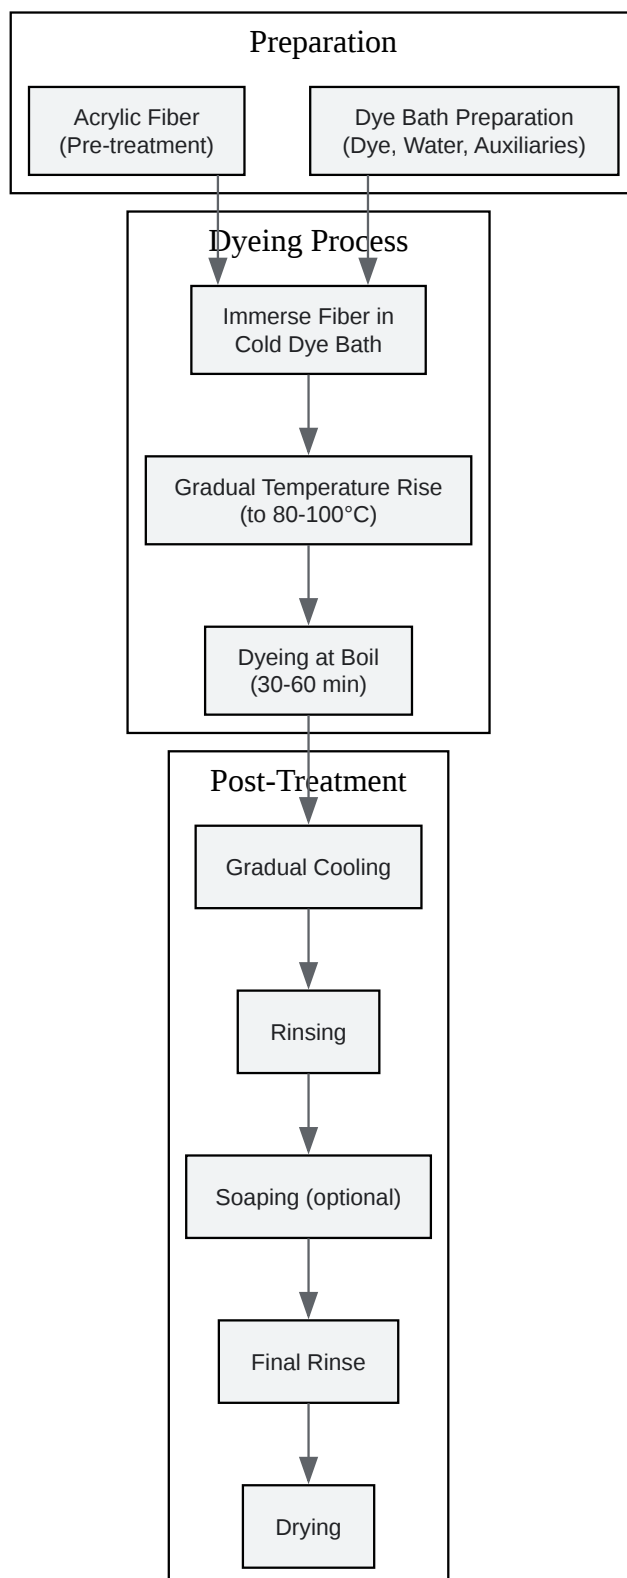 Preparation
Acrylic Fiber
(Pre-treatment)
Dye Bath Preparation
(Dye, Water, Auxiliaries)
Dyeing Process
Immerse Fiber in
Cold Dye Bath
Gradual Temperature Rise
(to 80-100°C)
Dyeing at Boil
(30-60 min)
Post-Treatment
Gradual Cooling
Rinsing
Soaping (optional)
Final Rinse
Drying